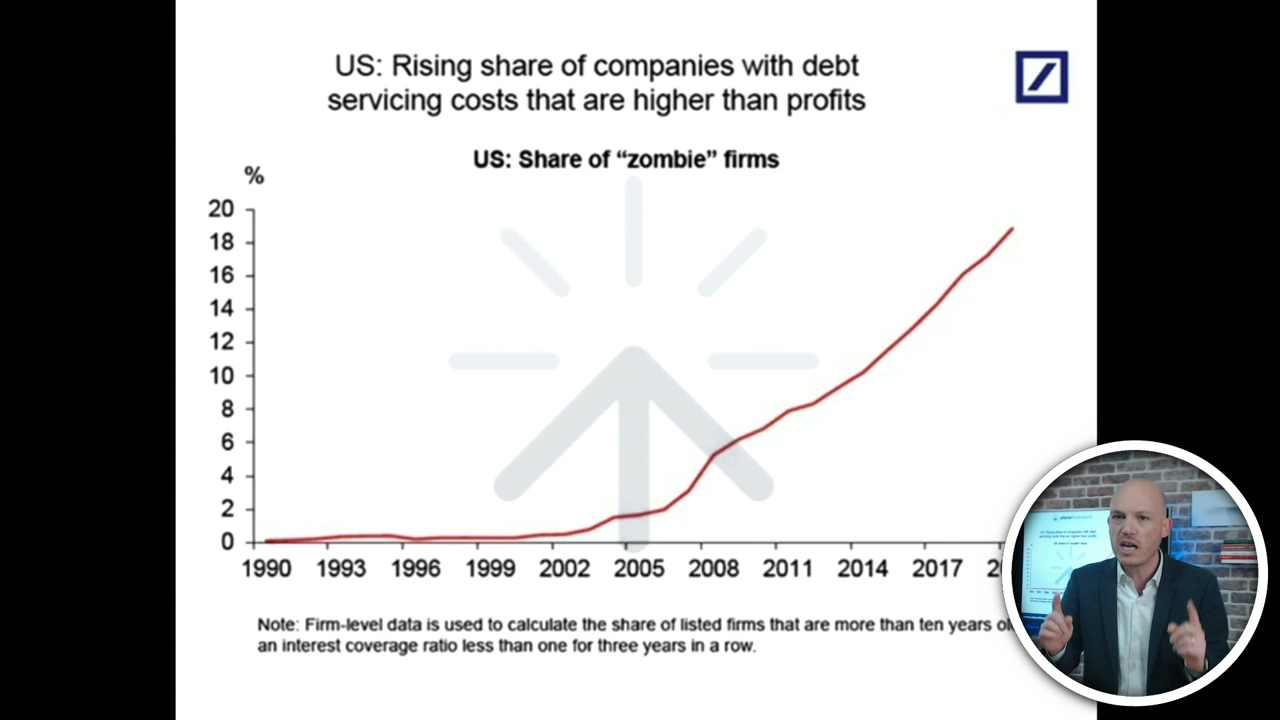 US: Rising share of companies with debt
servicing costs that are higher than profits
US: Share of “zombie” firms
%
20
18
16
14
12
10
8
6
4
2
0
1990 1993 1996 1999 2002 2005 2008 2011 2014 2017
Note: Firm-level data is used to calculate the share of listed firms that are more than ten years
an interest coverage ratio less than one for three years in a row.